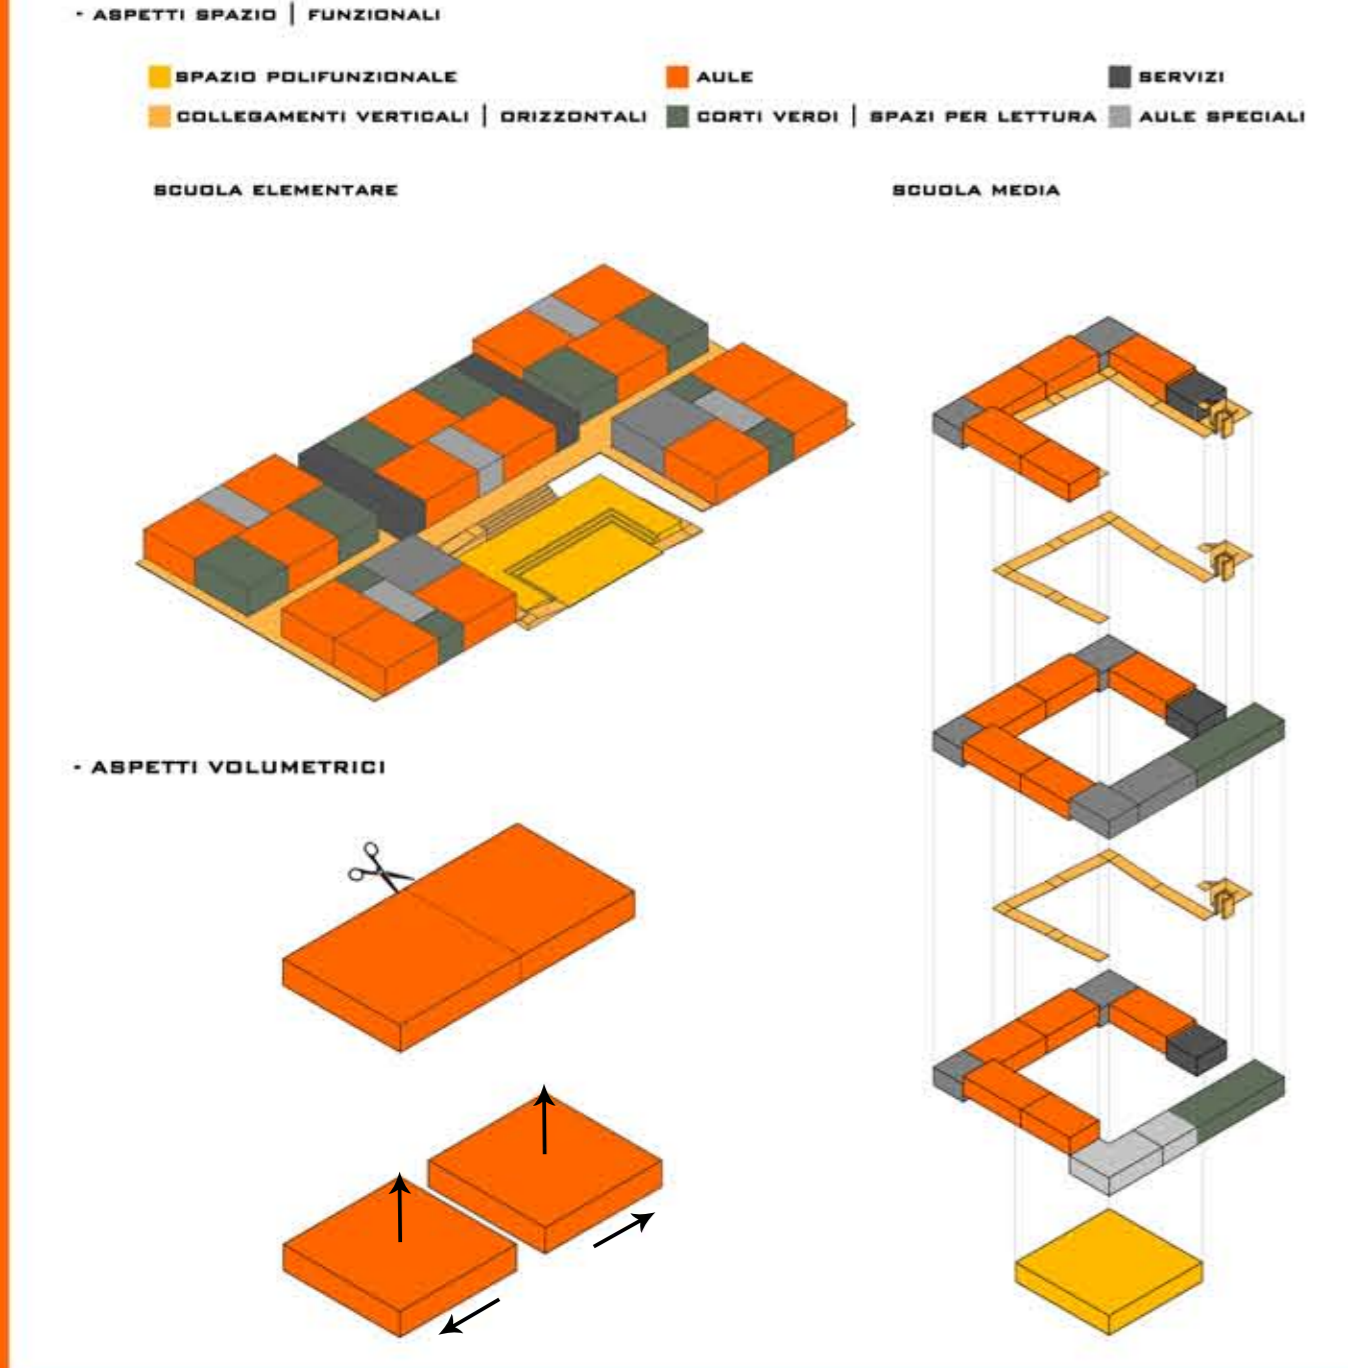 - ASPETTI SPAZIO | FUNZIONALI
SPAZIO POLIFUNZIONALE
AULE
SERVIZI
COLLEGAMENTI VERTICALI | ORIZZONTALI
CORTI VERDI | SPAZI PER LETTURA
AULE SPECIALI
SCUOLA ELEMENTARE
SCUOLA MEDIA
- ASPETTI VOLUMETRICI